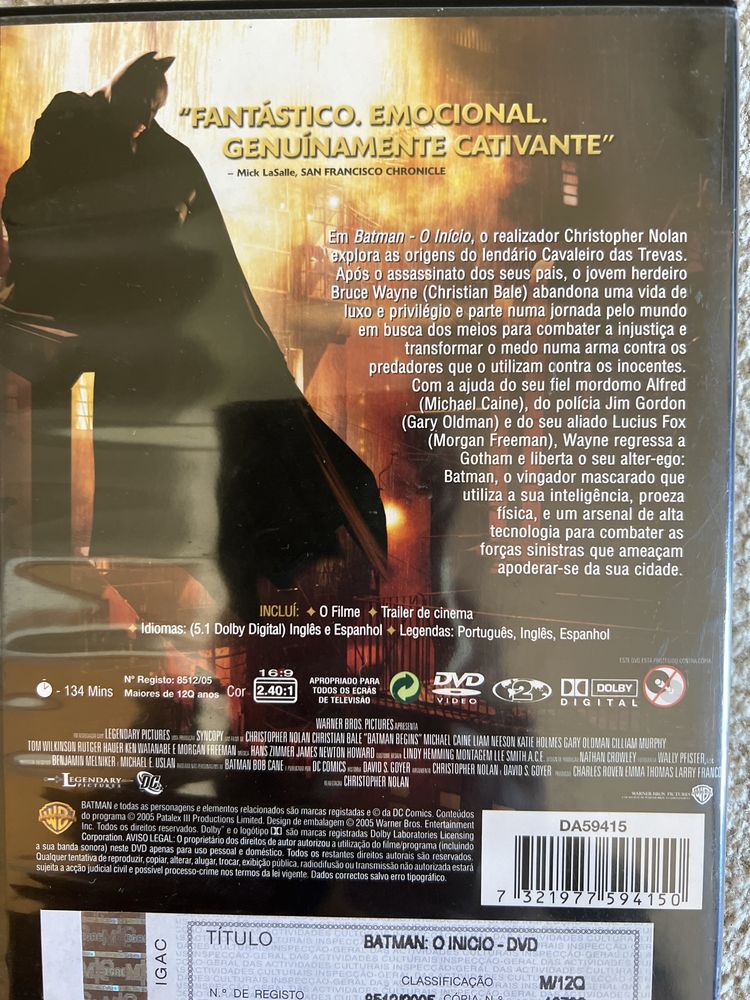 "FANTÁSTICO. EMOCIONAL.
GENUÍNAMENTE CATIVANTE"
– Mick LaSalle, SAN FRANCISCO CHRONICLE
Em Batman - O Início, o realizador Christopher Nolan
explora as origens do lendário Cavaleiro das Trevas.
Após o assassinato dos seus pais, o jovem herdeiro
Bruce Wayne (Christian Bale) abandona uma vida de
luxo e privilégio e parte numa jornada pelo mundo
em busca dos meios para combater a injustiça e
transformar o medo numa arma contra os
predadores que o utilizam contra os inocentes.
Com a ajuda do seu fiel mordomo Alfred
(Michael Caine), do polícia Jim Gordon
(Gary Oldman) e do seu aliado Lucius Fox
(Morgan Freeman), Wayne regressa a
Gotham e liberta o seu alter-ego:
Batman, o vingador mascarado que
utiliza a sua inteligência, proeza
física, e um arsenal de alta
tecnologia para combater as
forças sinistras que ameaçam
apoderar-se da sua cidade.
INCLUÍ: ✦ O Filme ✦ Trailer de cinema
✦ Idiomas: (5.1 Dolby Digital) Inglês e Espanhol ✦ Legendas: Português, Inglês, Espanhol
ESTE DVD ESTÁ PROTEGIDO CONTRA CÓPIA
- 134 Mins
Nº Registo: 8512/05
Maiores de 12Q anos
Cor
16:9
2.40:1
APROPRIADO PARA
TODOS OS ECRÃS
DE TELEVISÃO
DVD
VIDEO
2
DOLBY
DIGITAL
WARNER BROS. PICTURES APRESENTA
LEGENDARY PICTURES SYNCOPY CHRISTOPHER NOLAN CHRISTIAN BALE "BATMAN BEGINS" MICHAEL CAINE LIAM NEESON KATIE HOLMES GARY OLDMAN CILLIAN MURPHY
TOM WILKINSON RUTGER HAUER KEN WATANABE E MORGAN FREEMAN HANS ZIMMER JAMES NEWTON HOWARD LINDY HEMMING MONTAGEM LEE SMITH, A.C.E. NATHAN CROWLEY WALLY PFISTER,
BENJAMIN MELNIKER MICHAEL E. USLAN BATMAN BOB CANE DC COMICS DAVID S. GOYER CHRISTOPHER NOLAN DAVID S. GOYER CHARLES ROVEN EMMA THOMAS LARRY FRANCO
CHRISTOPHER NOLAN
LEGENDARY
PICTURES
DC
WARNER BROS. PICTURES
WB
BATMAN e todas as personagens e elementos relacionados são marcas registadas e © da DC Comics. Conteúdos
do programa © 2005 Patalex III Productions Limited. Design de embalagem © 2005 Warner Bros. Entertainment
Inc. Todos os direitos reservados. Dolby e o logótipo são marcas registadas Dolby Laboratories Licensing
Corporation. AVISO LEGAL: O proprietário dos direitos de autor autorizou a utilização do filme/programa (incluindo
a sua banda sonora) neste DVD apenas para uso pessoal e doméstico. Todos os restantes direitos autorais são reservados.
Qualquer tentativa de reproduzir, copiar, alterar, alugar, trocar, exibição pública, radiodifusão ou transmissão não autorizada estará
sujeita a acção judicial civil e possível processo-crime nos termos da lei vigente. Dados correctos salvo erro tipográfico.
DA59415
7 321977 594150
IGAC
TÍTULO
BATMAN: O INICIO - DVD
CLASSIFICAÇÃO
M/12Q
N.º DE REGISTO
8512/2005
CÓPIA N.º